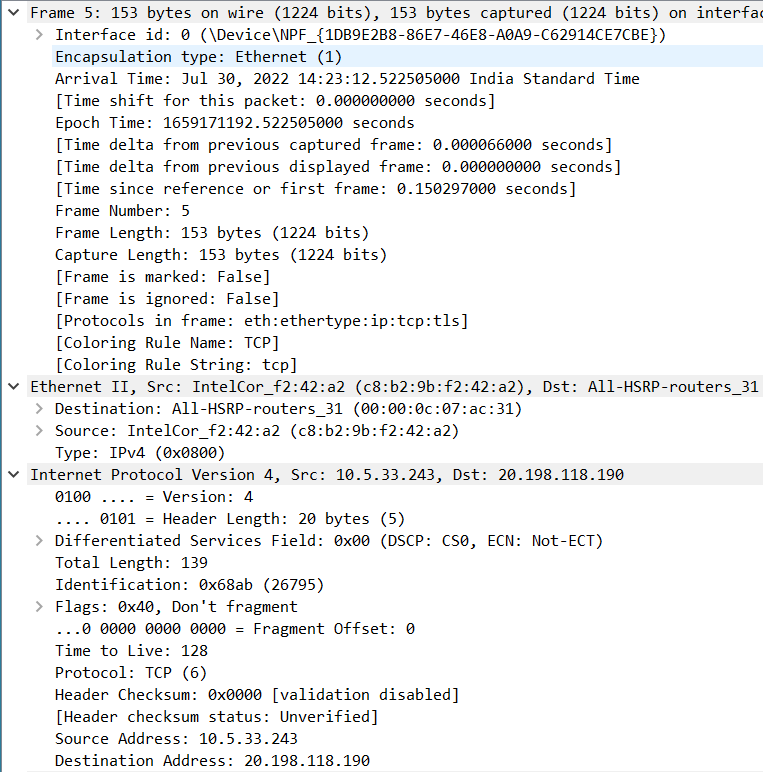 Frame 5: 153 bytes on wire (1224 bits), 153 bytes captured (1224 bits) on interfac
Interface id: 0 (\Device\NPF_{1DB9E2B8-86E7-46E8-A0A9-C62914CE7CBE})
Encapsulation type: Ethernet (1)
Arrival Time: Jul 30, 2022 14:23:12.522505000 India Standard Time
[Time shift for this packet: 0.000000000 seconds]
Epoch Time: 1659171192.522505000 seconds
[Time delta from previous captured frame: 0.000066000 seconds]
[Time delta from previous displayed frame: 0.000000000 seconds]
[Time since reference or first frame: 0.150297000 seconds]
Frame Number: 5
Frame Length: 153 bytes (1224 bits)
Capture Length: 153 bytes (1224 bits)
[Frame is marked: False]
[Frame is ignored: False]
[Protocols in frame: eth:ethertype:ip:tcp:tls]
[Coloring Rule Name: TCP]
[Coloring Rule String: tcp]
Ethernet II, Src: IntelCor_f2:42:a2 (c8:b2:9b:f2:42:a2), Dst: All-HSRP-routers_31
Destination: All-HSRP-routers_31 (00:00:0c:07:ac:31)
Source: IntelCor_f2:42:a2 (c8:b2:9b:f2:42:a2)
Type: IPv4 (0x0800)
Internet Protocol Version 4, Src: 10.5.33.243, Dst: 20.198.118.190
0100 .... = Version: 4
.... 0101 = Header Length: 20 bytes (5)
Differentiated Services Field: 0x00 (DSCP: CS0, ECN: Not-ECT)
Total Length: 139
Identification: 0x68ab (26795)
Flags: 0x40, Don't fragment
...0 0000 0000 0000 = Fragment Offset: 0
Time to Live: 128
Protocol: TCP (6)
Header Checksum: 0x0000 [validation disabled]
[Header checksum status: Unverified]
Source Address: 10.5.33.243
Destination Address: 20.198.118.190